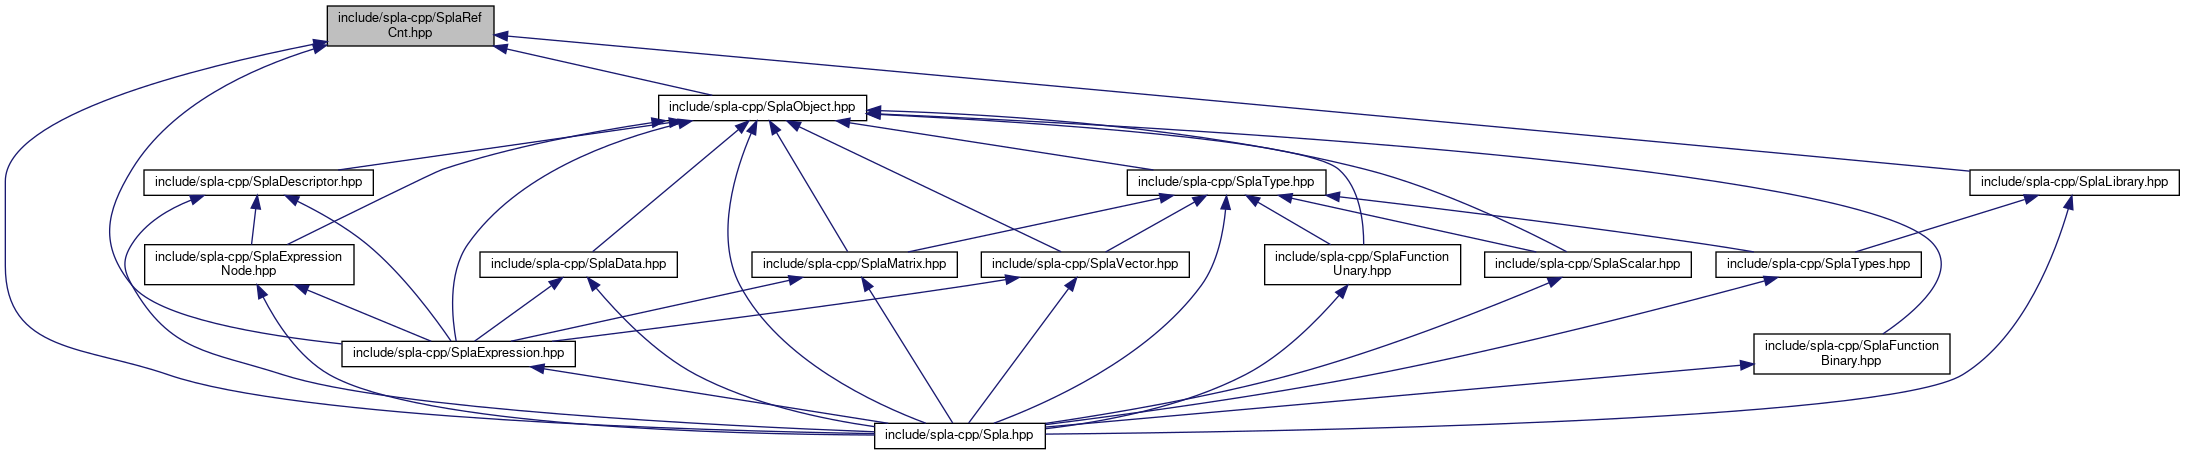 include/spla-cpp/SplaRef
Cnt.hpp
include/spla-cpp/SplaObject.hpp
include/spla-cpp/SplaDescriptor.hpp
include/spla-cpp/SplaType.hpp
include/spla-cpp/SplaLibrary.hpp
include/spla-cpp/SplaExpression
Node.hpp
include/spla-cpp/SplaData.hpp
include/spla-cpp/SplaMatrix.hpp
include/spla-cpp/SplaVector.hpp
include/spla-cpp/SplaFunction
Unary.hpp
include/spla-cpp/SplaScalar.hpp
include/spla-cpp/SplaTypes.hpp
include/spla-cpp/SplaExpression.hpp
include/spla-cpp/SplaFunction
Binary.hpp
include/spla-cpp/Spla.hpp